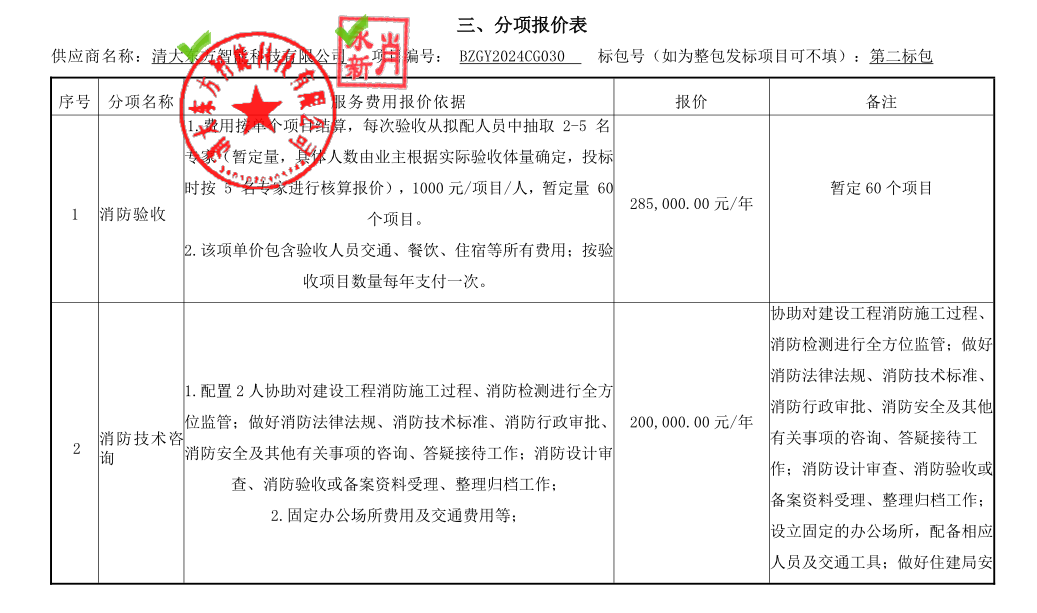 三、分项报价表
供应商名称：清大东方智能科技有限公司 项目编号： BZGY2024CG030 标包号（如为整包发标项目可不填）：第二标包
序号 分项名称 服务费用报价依据 报价 备注
1
消防验收
1.费用按单个项目结算，每次验收从拟配人员中抽取 2-5 名
专家（暂定量，具体人数由业主根据实际验收体量确定，投标
时按 5 名专家进行核算报价），1000 元/项目/人，暂定量 60
个项目。
2.该项单价包含验收人员交通、餐饮、住宿等所有费用；按验
收项目数量每年支付一次。
285,000.00 元/年
暂定 60 个项目
2
消防技术咨
询
1.配置 2 人协助对建设工程消防施工过程、消防检测进行全方
位监管；做好消防法律法规、消防技术标准、消防行政审批、
消防安全及其他有关事项的咨询、答疑接待工作；消防设计审
查、消防验收或备案资料受理、整理归档工作；
2.固定办公场所费用及交通费用等；
200,000.00 元/年
协助对建设工程消防施工过程、
消防检测进行全方位监管；做好
消防法律法规、消防技术标准、
消防行政审批、消防安全及其他
有关事项的咨询、答疑接待工
作；消防设计审查、消防验收或
备案资料受理、整理归档工作；
设立固定的办公场所，配备相应
人员及交通工具；做好住建局安